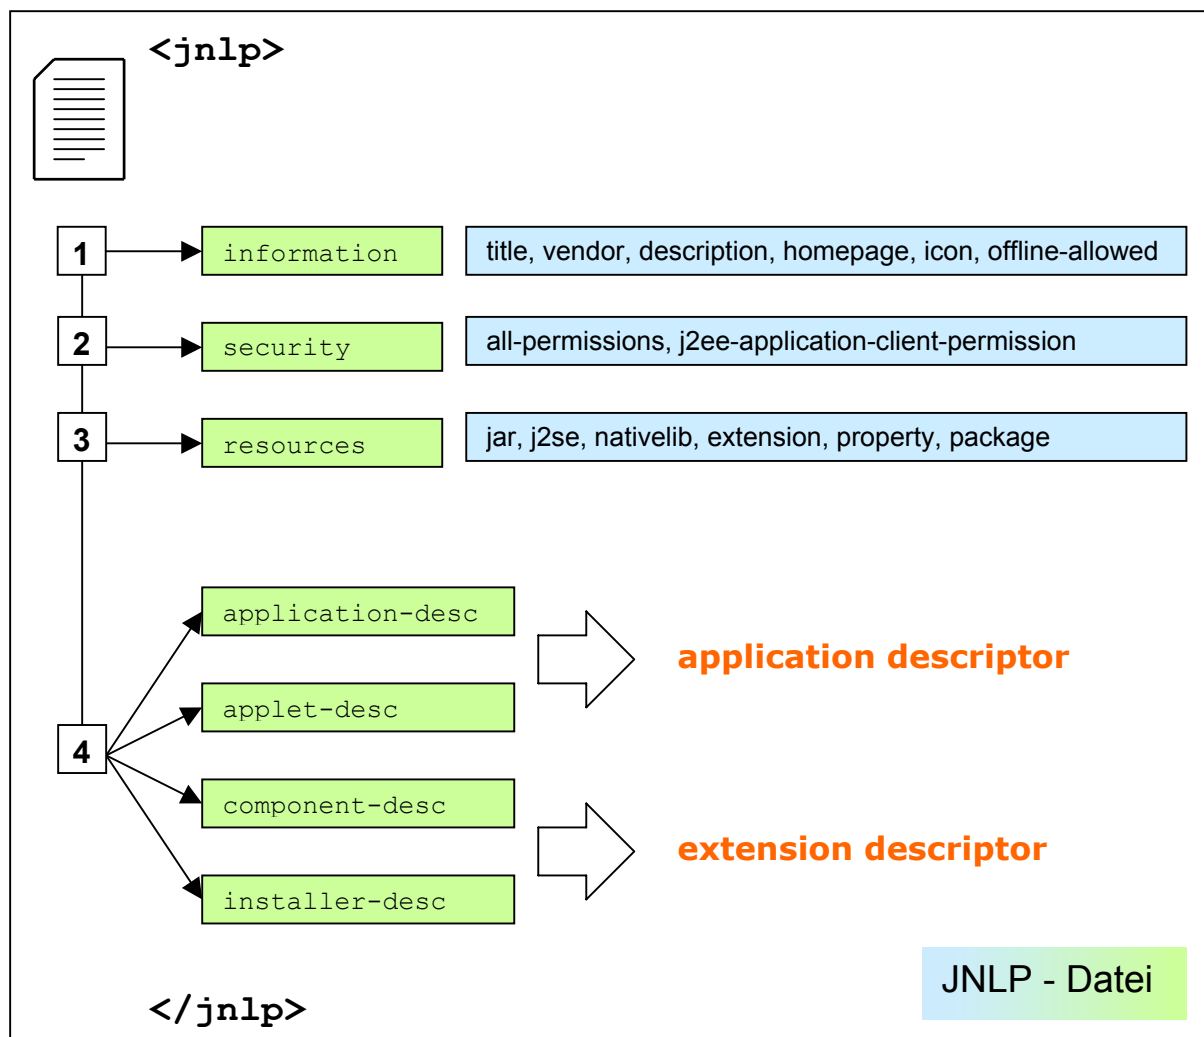 <jnlp>
1
information
title, vendor, description, homepage, icon, offline-allowed
2
security
all-permissions, j2ee-application-client-permission
3
resources
jar, j2se, nativelib, extension, property, package
application-desc
application descriptor
applet-desc
4
component-desc
extension descriptor
installer-desc
JNLP - Datei
</jnlp>